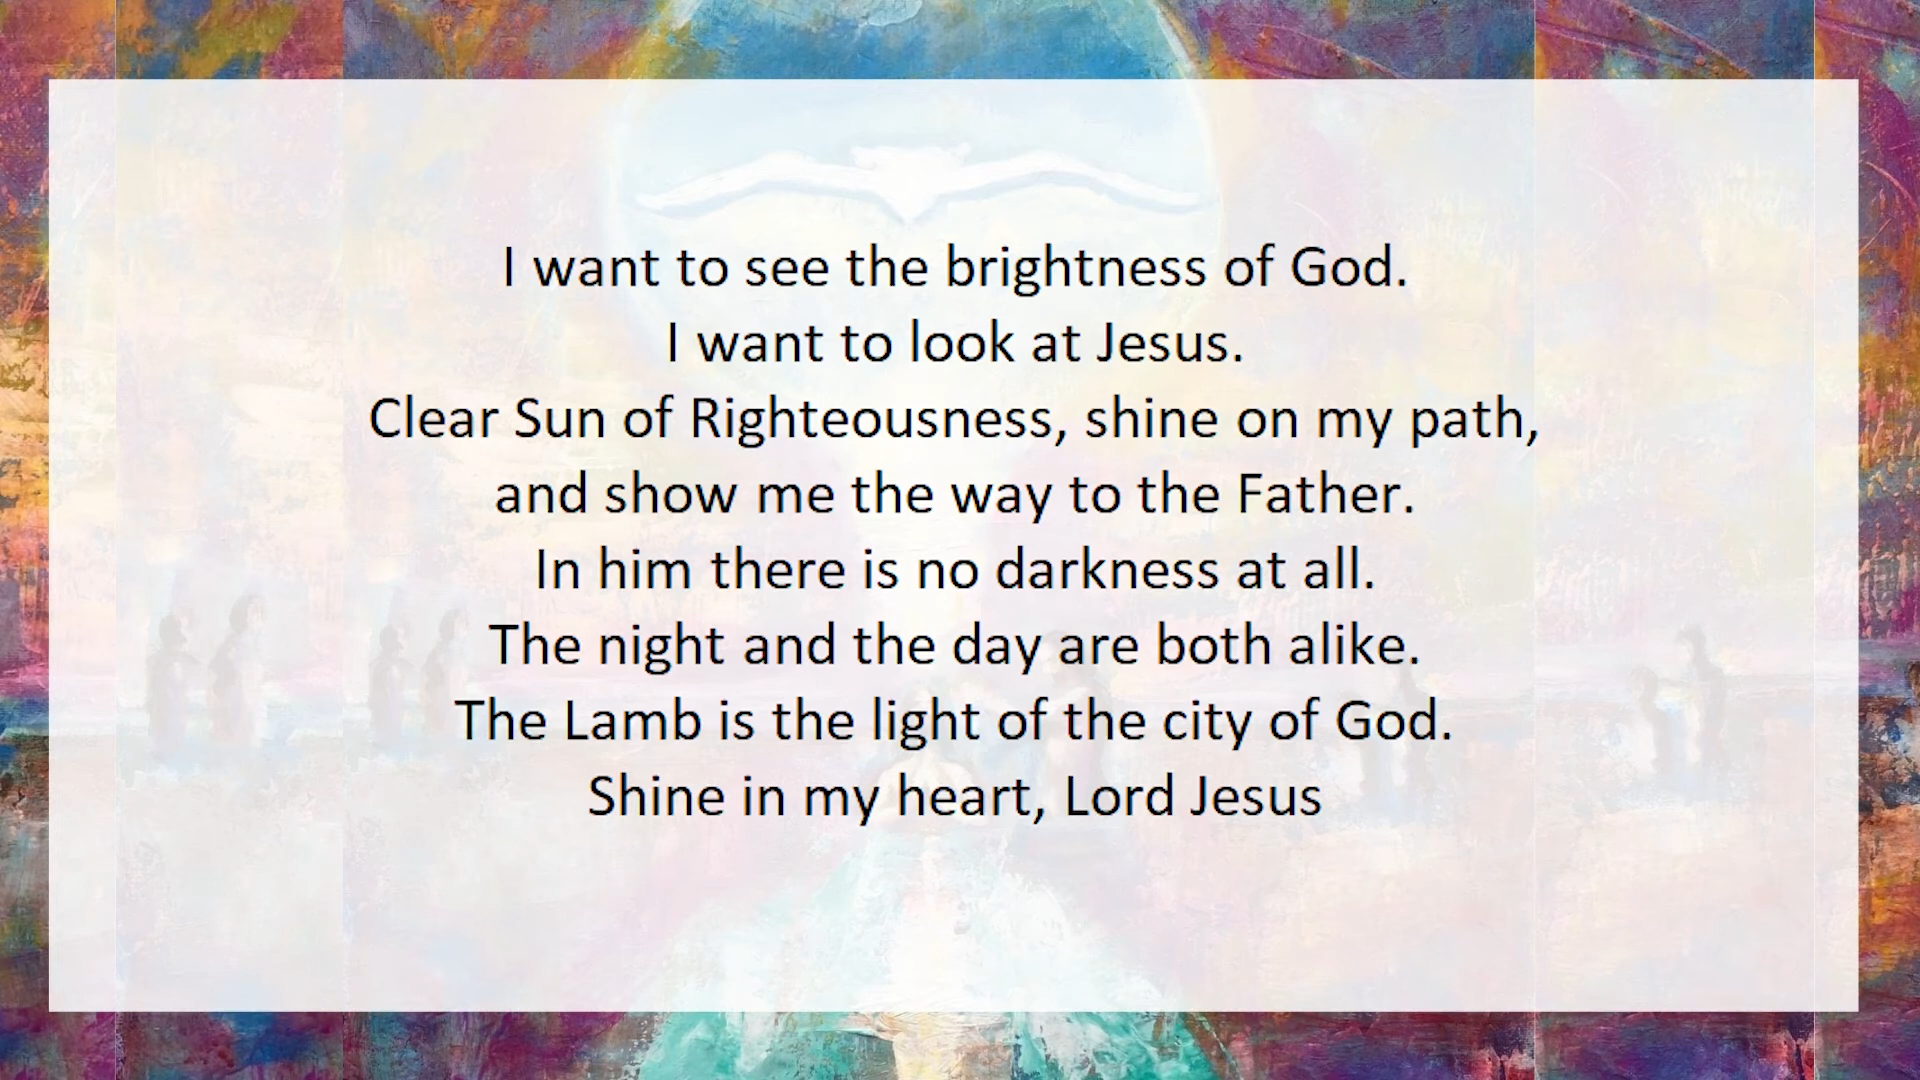 I want to see the brightness of God.
I want to look at Jesus.
Clear Sun of Righteousness, shine on my path,
and show me the way to the Father.
In him there is no darkness at all.
The night and the day are both alike.
The Lamb is the light of the city of God.
Shine in my heart, Lord Jesus